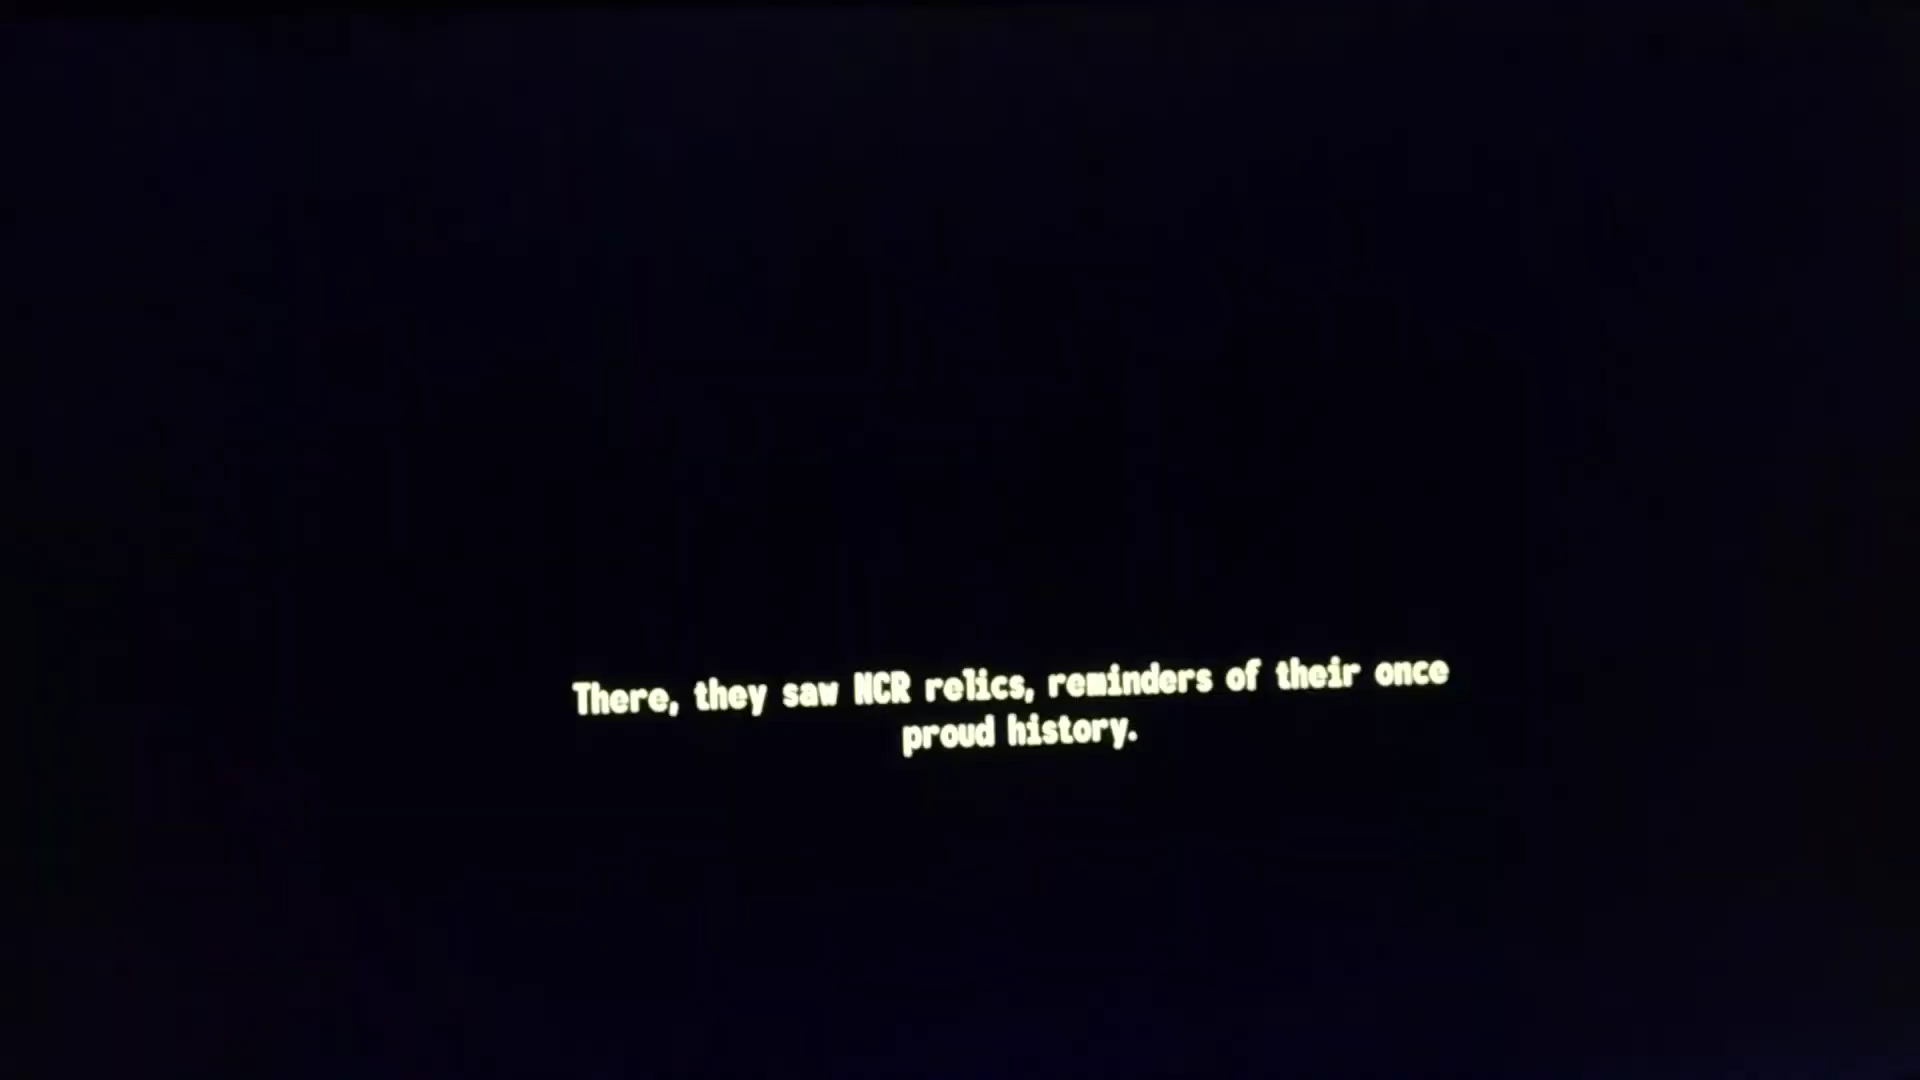 There, they saw NCR relics, reminders of their once
proud history.